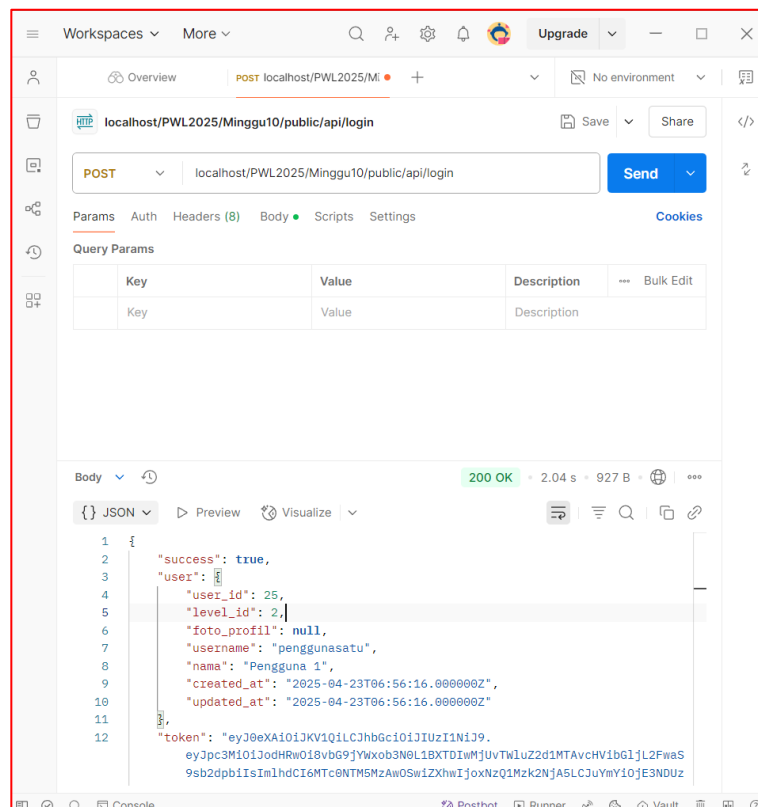 Workspaces More Upgrade
Overview POST localhost/PWL2025/Mi No environment
HTTP localhost/PWL2025/Minggu10/public/api/login Save Share
POST localhost/PWL2025/Minggu10/public/api/login Send
Params Auth Headers (8) Body Scripts Settings Cookies
Query Params
Key Value Description Bulk Edit
Key Value Description
Body 200 OK 2.04 s 927 B
{} JSON Preview Visualize
1 {
2 "success": true,
3 "user": {
4 "user_id": 25,
5 "level_id": 2,
6 "foto_profil": null,
7 "username": "penggunasatu",
8 "nama": "Pengguna 1",
9 "created_at": "2025-04-23T06:56:16.000000Z",
10 "updated_at": "2025-04-23T06:56:16.000000Z"
11 },
12 "token": "eyJ0eXAiOiJKV1QiLCJhbGciOiJIUzI1NiJ9.
eyJpc3MiOiJodHRwOi8vbG9jYWxob3N0L1BXTDIwMjUvTWluZ2d1MTAvcHVibGljL2FwaS
9sb2dpbiIsImlhdCI6MTc0NTM5MzAwOSwiZXhwIjoxNzQ1Mzk2NjA5LCJuYmYiOjE3NDUz
Console Postbot Runner Vault